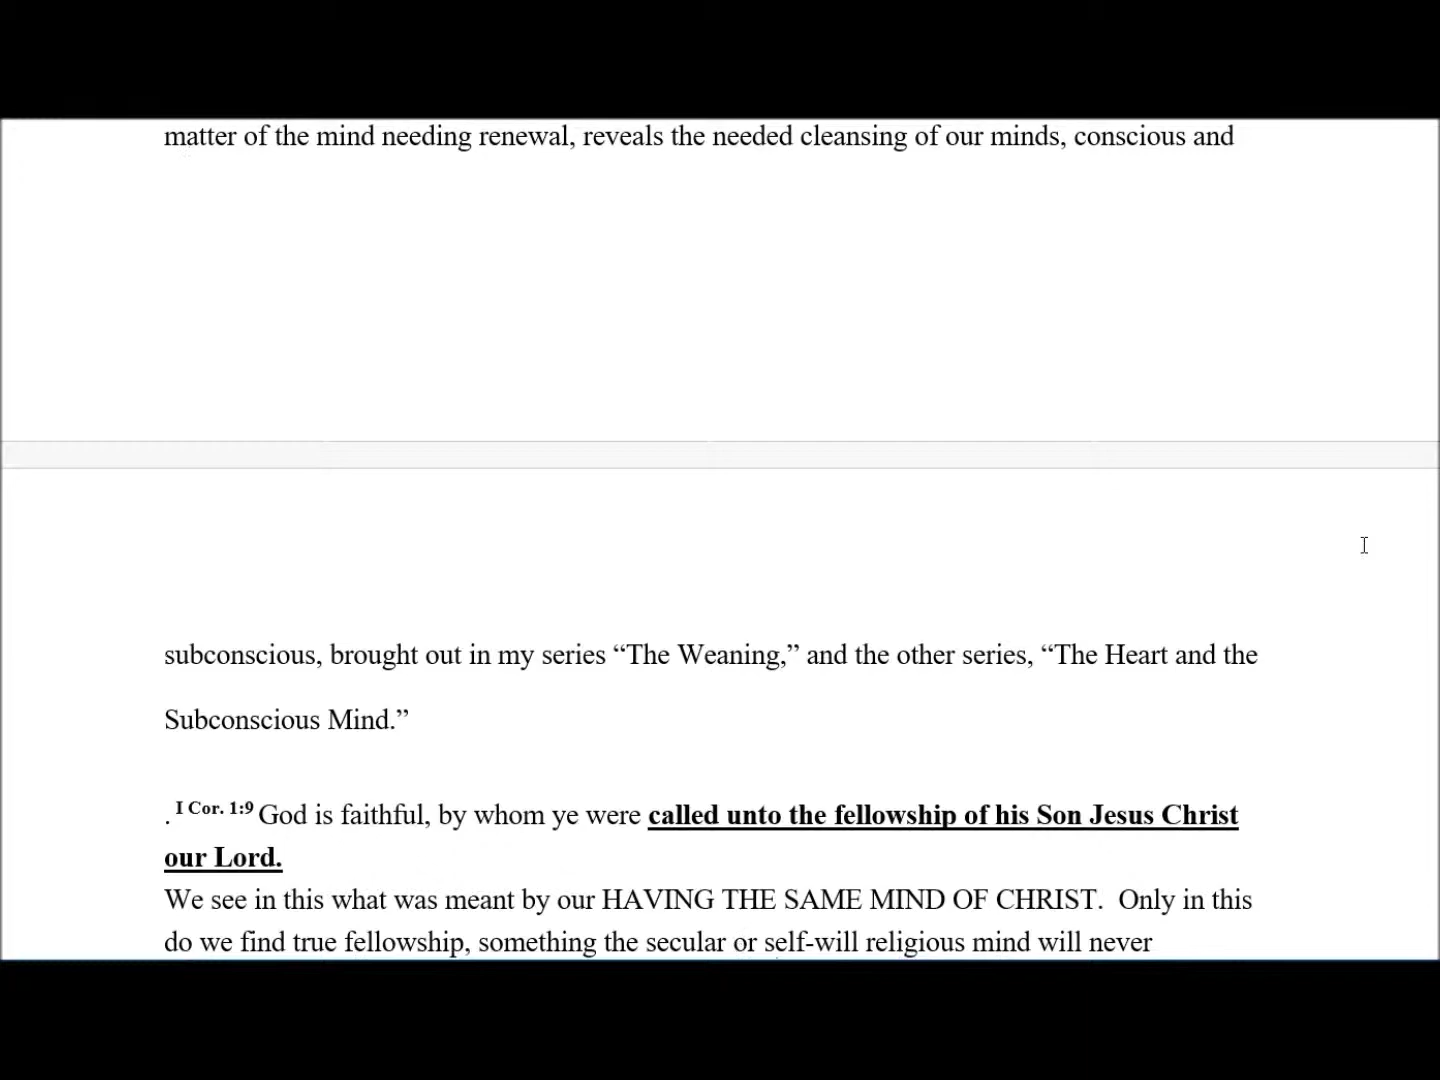 matter of the mind needing renewal, reveals the needed cleansing of our minds, conscious and
subconscious, brought out in my series “The Weaning,” and the other series, “The Heart and the
Subconscious Mind.”
. I Cor. 1:9 God is faithful, by whom ye were called unto the fellowship of his Son Jesus Christ
our Lord.
We see in this what was meant by our HAVING THE SAME MIND OF CHRIST.  Only in this
do we find true fellowship, something the secular or self-will religious mind will never